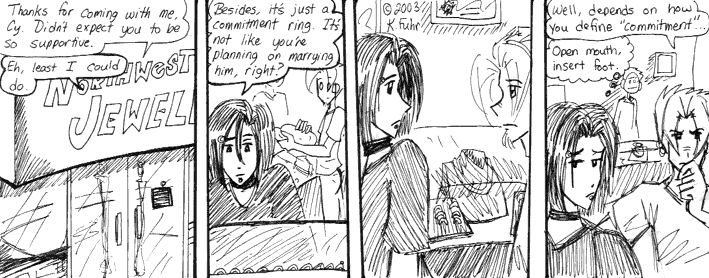 Thanks for coming with me,
Cy. Didn't expect you to be
so supportive.
Eh, least I could
do.
NORTHWEST
JEWEL
Besides, it's just a
commitment ring. It's
not like you're
planning on marrying
him, right?
© 2003
K. Fuhr
Well, depends on how
you define "commitment"...
Open mouth,
insert foot.